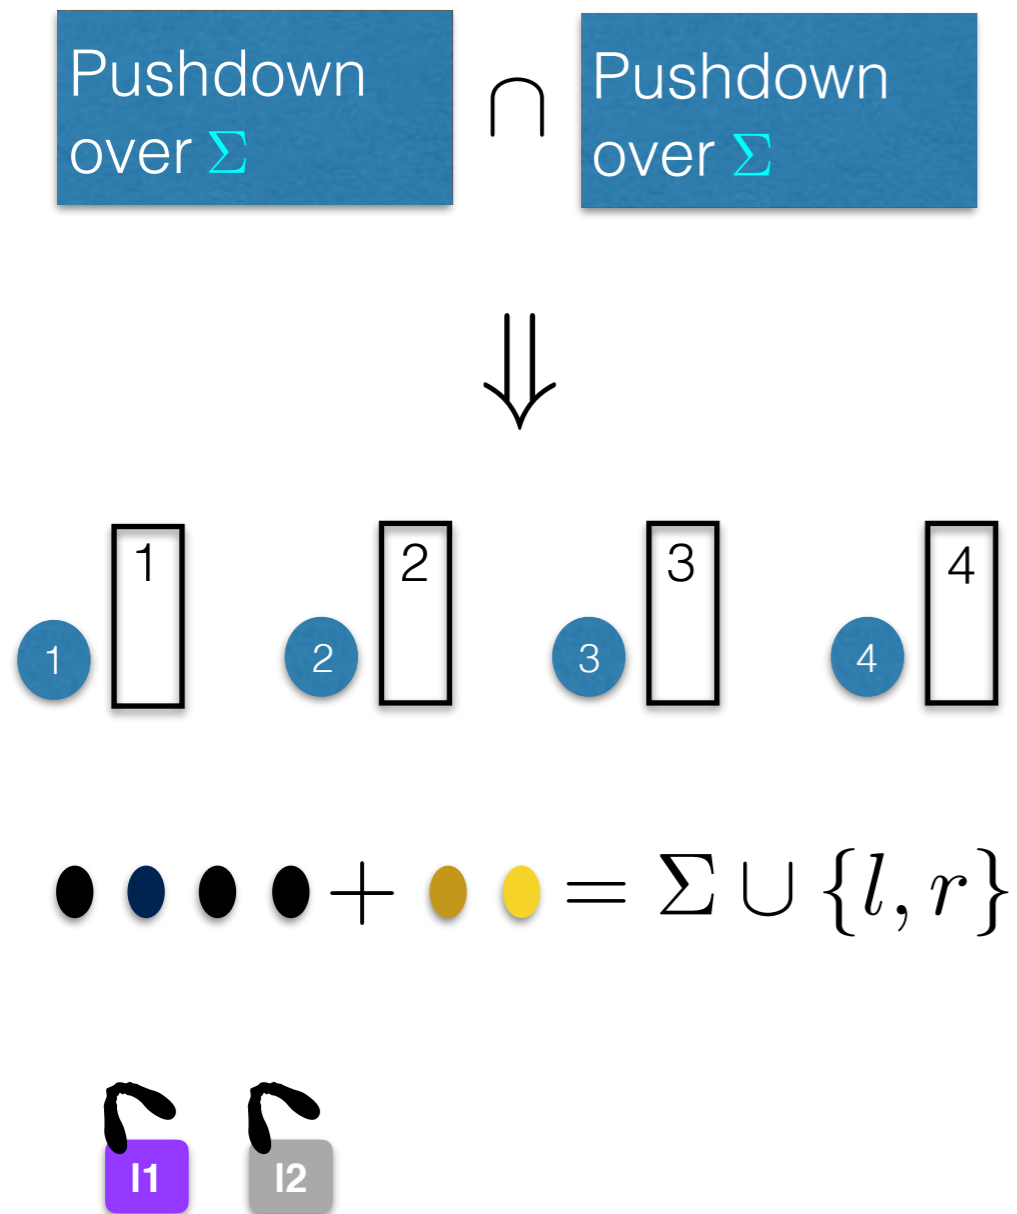 Pushdown over Σ
∩
Pushdown over Σ
⇓
1 2 3 4
1 2 3 4
+ = Σ ∪ {l, r}
l1 l2